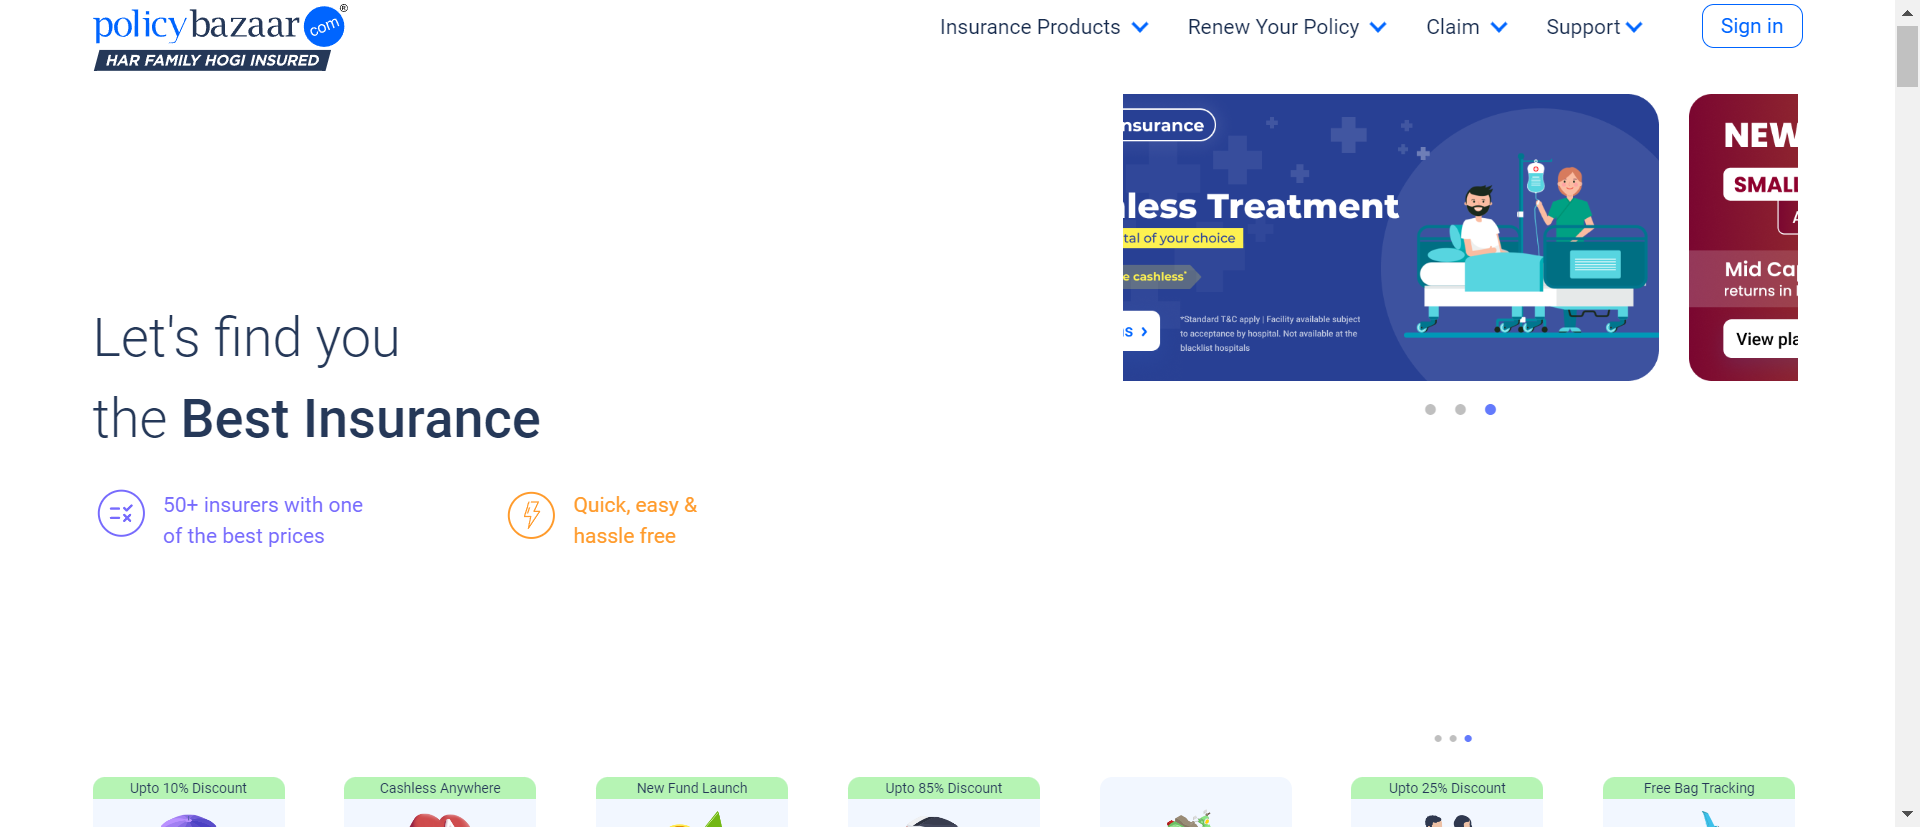 policybazaar com ®
HAR FAMILY HOGI INSURED
Insurance Products
Renew Your Policy
Claim
Support
Sign in
nsurance
less Treatment
tal of your choice
e cashless*
*Standard T&C apply | Facility available subject
to acceptance by hospital. Not available at the
blacklist hospitals
NEW
SMALL
Mid Cap
returns in
View pla
Let's find you
the Best Insurance
50+ insurers with one
of the best prices
Quick, easy &
hassle free
Upto 10% Discount
Cashless Anywhere
New Fund Launch
Upto 85% Discount
Upto 25% Discount
Free Bag Tracking